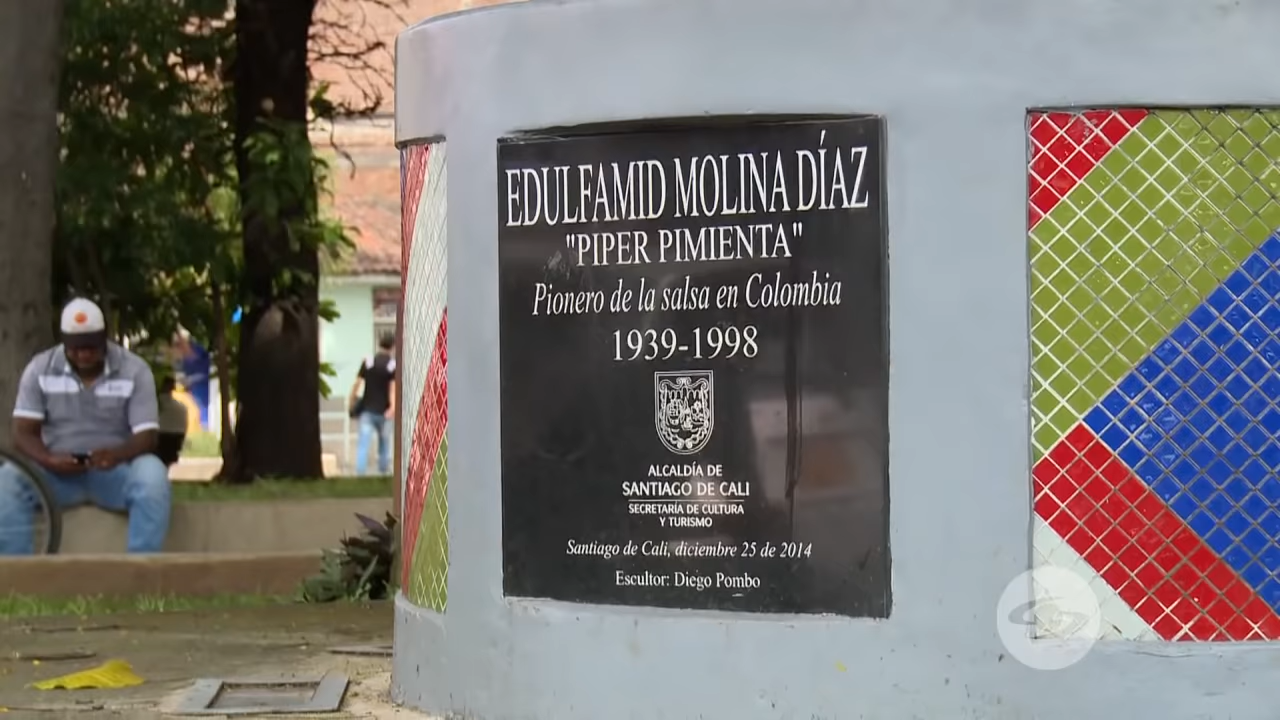 EDULFAMID MOLINA DÍAZ
"PIPER PIMIENTA"
Pionero de la salsa en Colombia
1939-1998
ALCALDÍA DE
SANTIAGO DE CALI
SECRETARÍA DE CULTURA
Y TURISMO
Santiago de Cali, diciembre 25 de 2014
Escultor: Diego Pombo